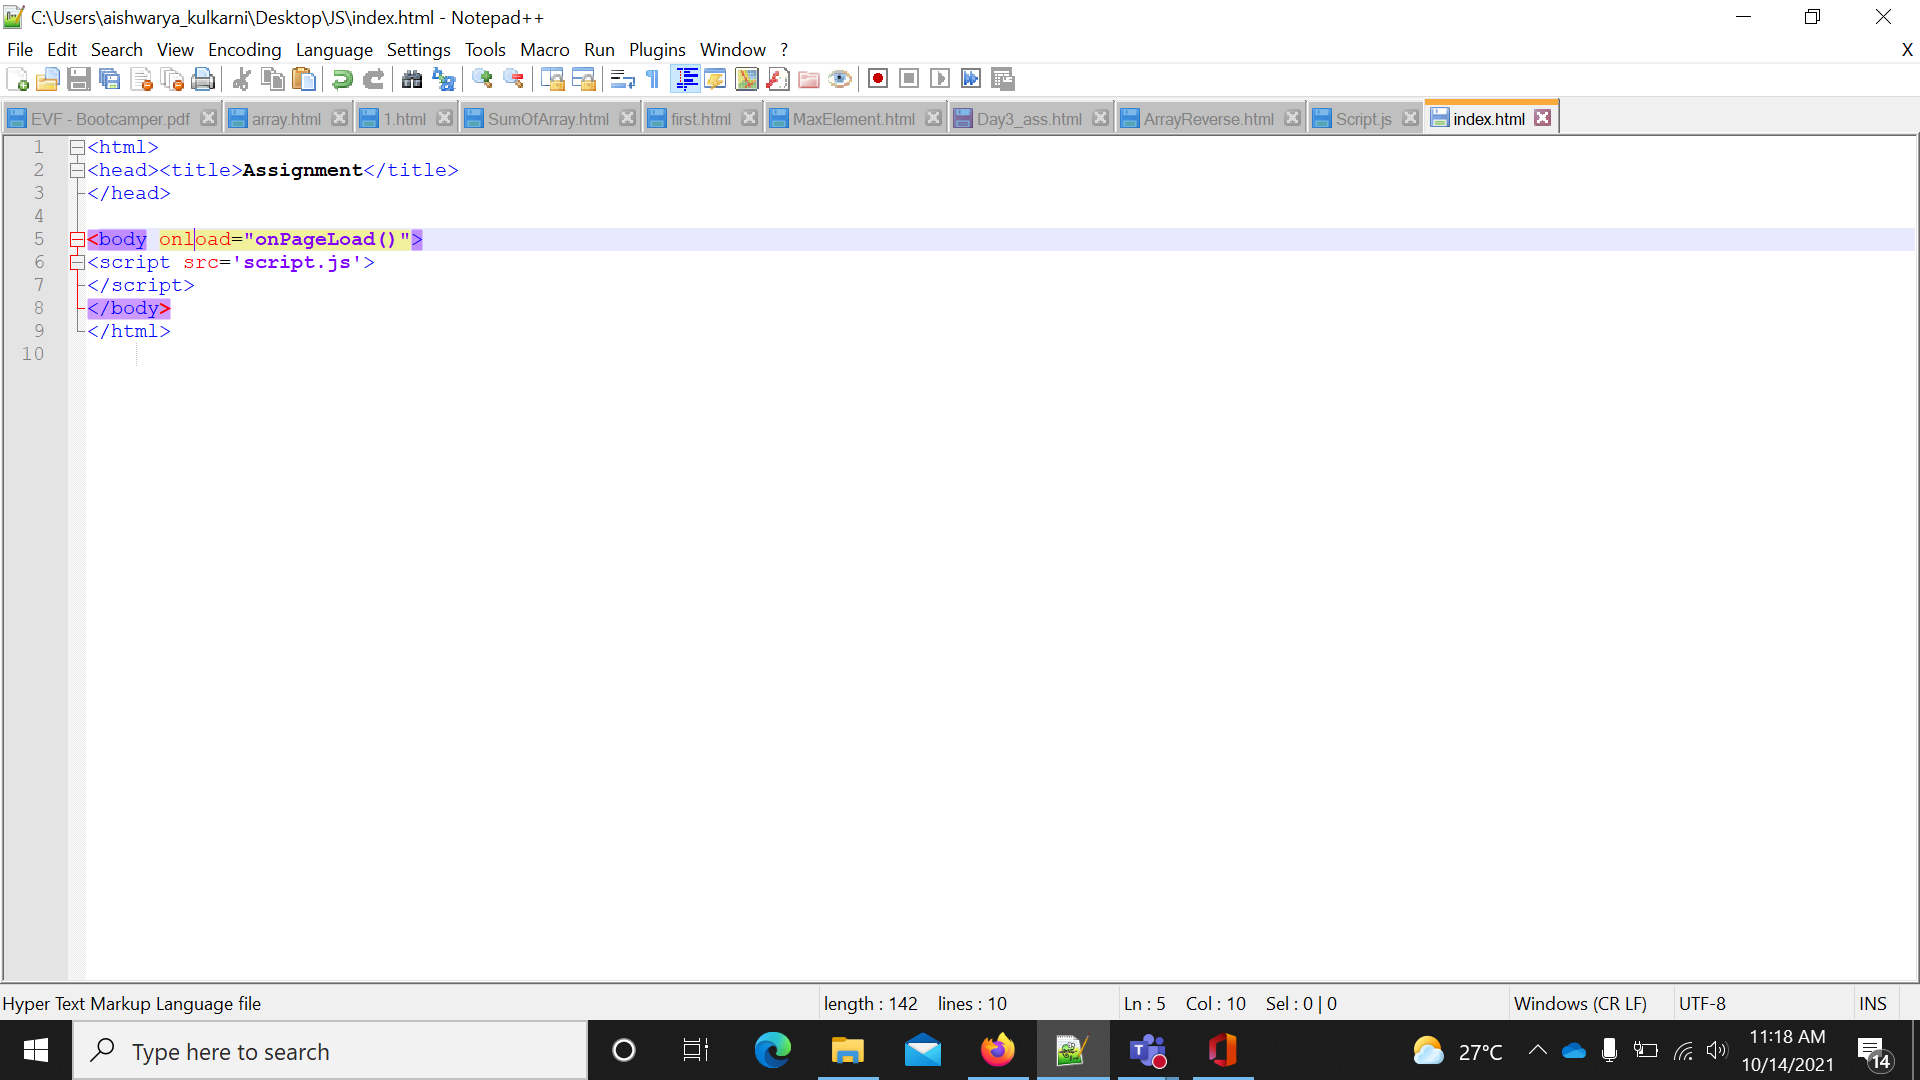 C:\Users\aishwarya_kulkarni\Desktop\JS\index.html - Notepad++
File Edit Search View Encoding Language Settings Tools Macro Run Plugins Window ? X
EVF - Bootcamper.pdf array.html 1.html SumOfArray.html first.html MaxElement.html Day3_ass.html ArrayReverse.html Script.js index.html
1 <html>
2 <head><title>Assignment</title>
3 </head>
4
5 <body onload="onPageLoad()">
6 <script src='script.js'>
7 </script>
8 </body>
9 </html>
10
Hyper Text Markup Language file length : 142 lines : 10 Ln : 5 Col : 10 Sel : 0 | 0 Windows (CR LF) UTF-8 INS
Type here to search 27°C 11:18 AM
10/14/2021 14